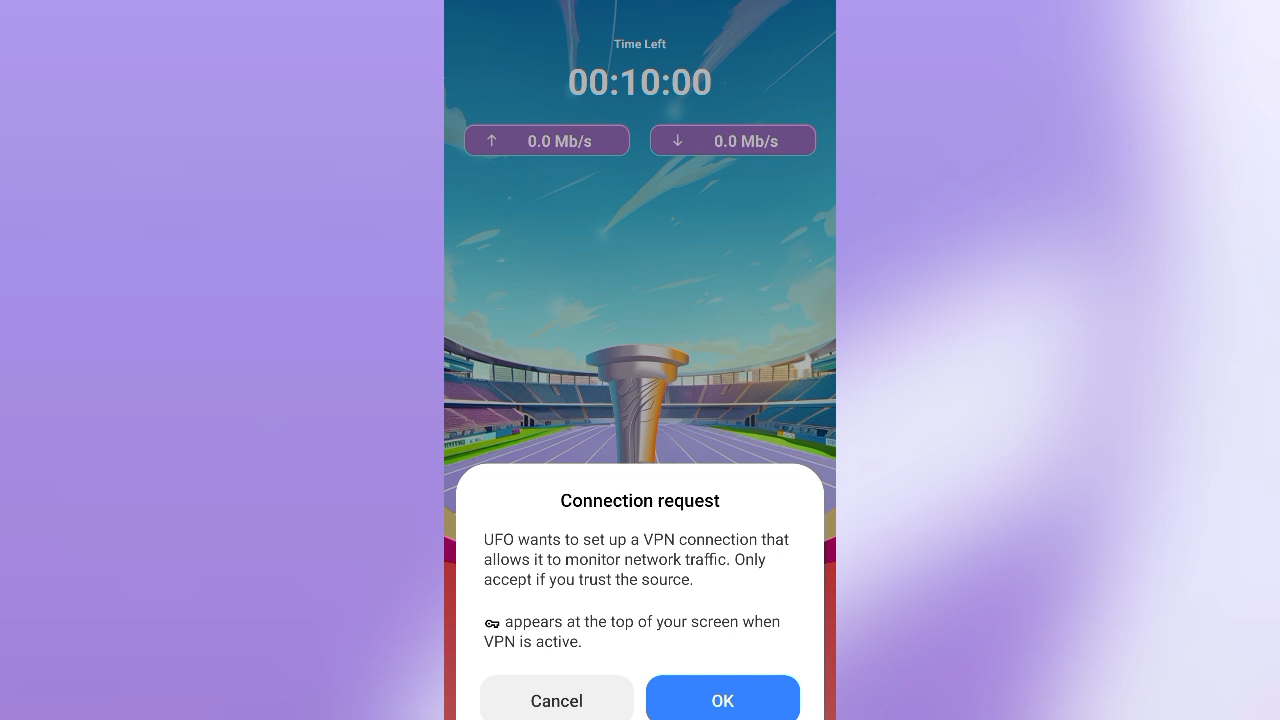 Time Left
00:10:00
↑ 0.0 Mb/s
↓ 0.0 Mb/s
Connection request
UFO wants to set up a VPN connection that
allows it to monitor network traffic. Only
accept if you trust the source.
appears at the top of your screen when
VPN is active.
Cancel
OK